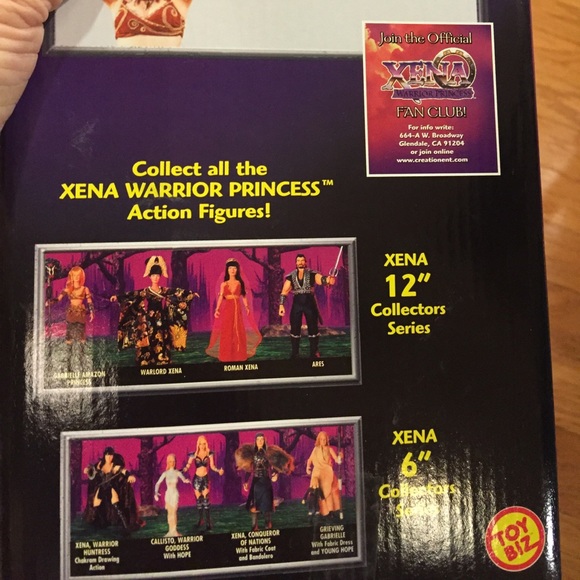 Join the Official
XENA
WARRIOR PRINCESS
FAN CLUB!
For info write:
664-A W. Broadway
Glendale, CA 91204
or join online
www.creationent.com
Collect all the
XENA WARRIOR PRINCESS™
Action Figures!
XENA
12"
Collectors
Series
GABRIELLE AMAZON
PRINCESS
WARLORD XENA
ROMAN XENA
ARES
XENA
6"
Collectors
Series
XENA, WARRIOR
HUNTRESS
Chakram Drawing
Action
CALLISTO, WARRIOR
GODDESS
With HOPE
XENA, CONQUEROR
OF NATIONS
With Fabric Coat
and Bandolero
GRIEVING
GABRIELLE
With Fabric Dress
and YOUNG HOPE
TOY
BIZ